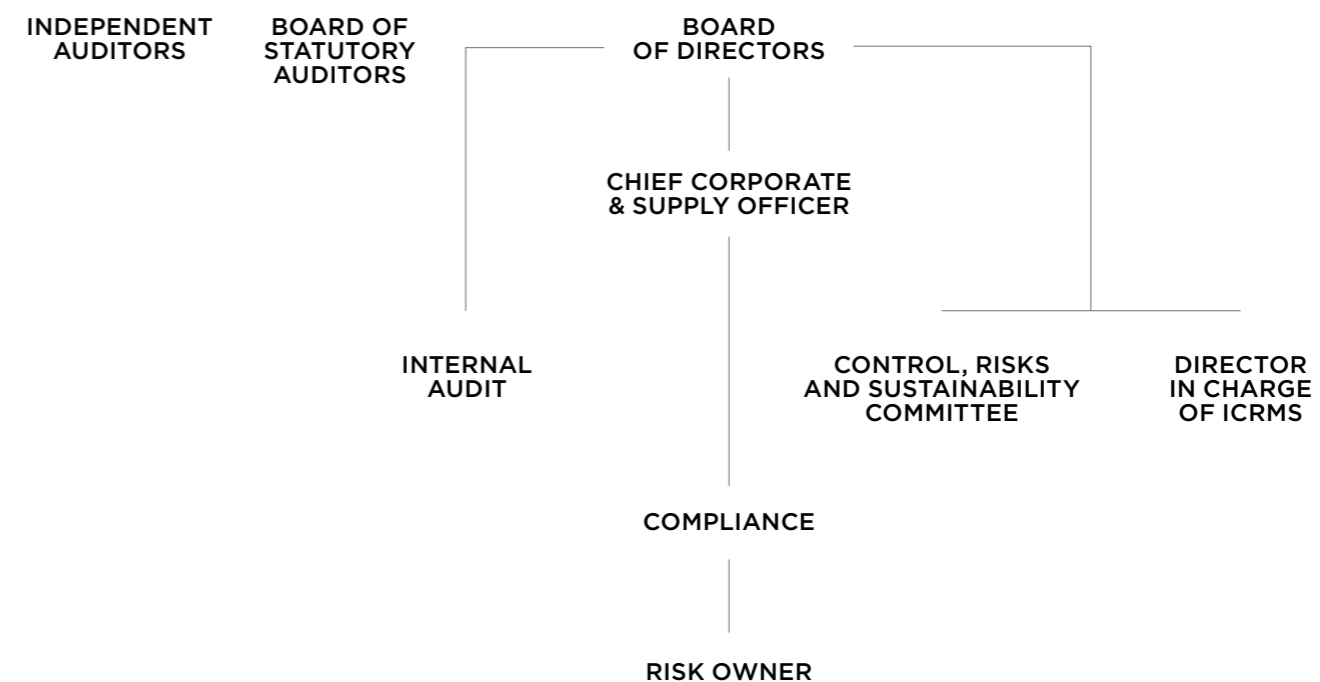 INDEPENDENT
AUDITORS
BOARD OF
STATUTORY
AUDITORS
BOARD
OF DIRECTORS
CHIEF CORPORATE
& SUPPLY OFFICER
INTERNAL
AUDIT
CONTROL, RISKS
AND SUSTAINABILITY
COMMITTEE
DIRECTOR
IN CHARGE
OF ICRMS
COMPLIANCE
RISK OWNER